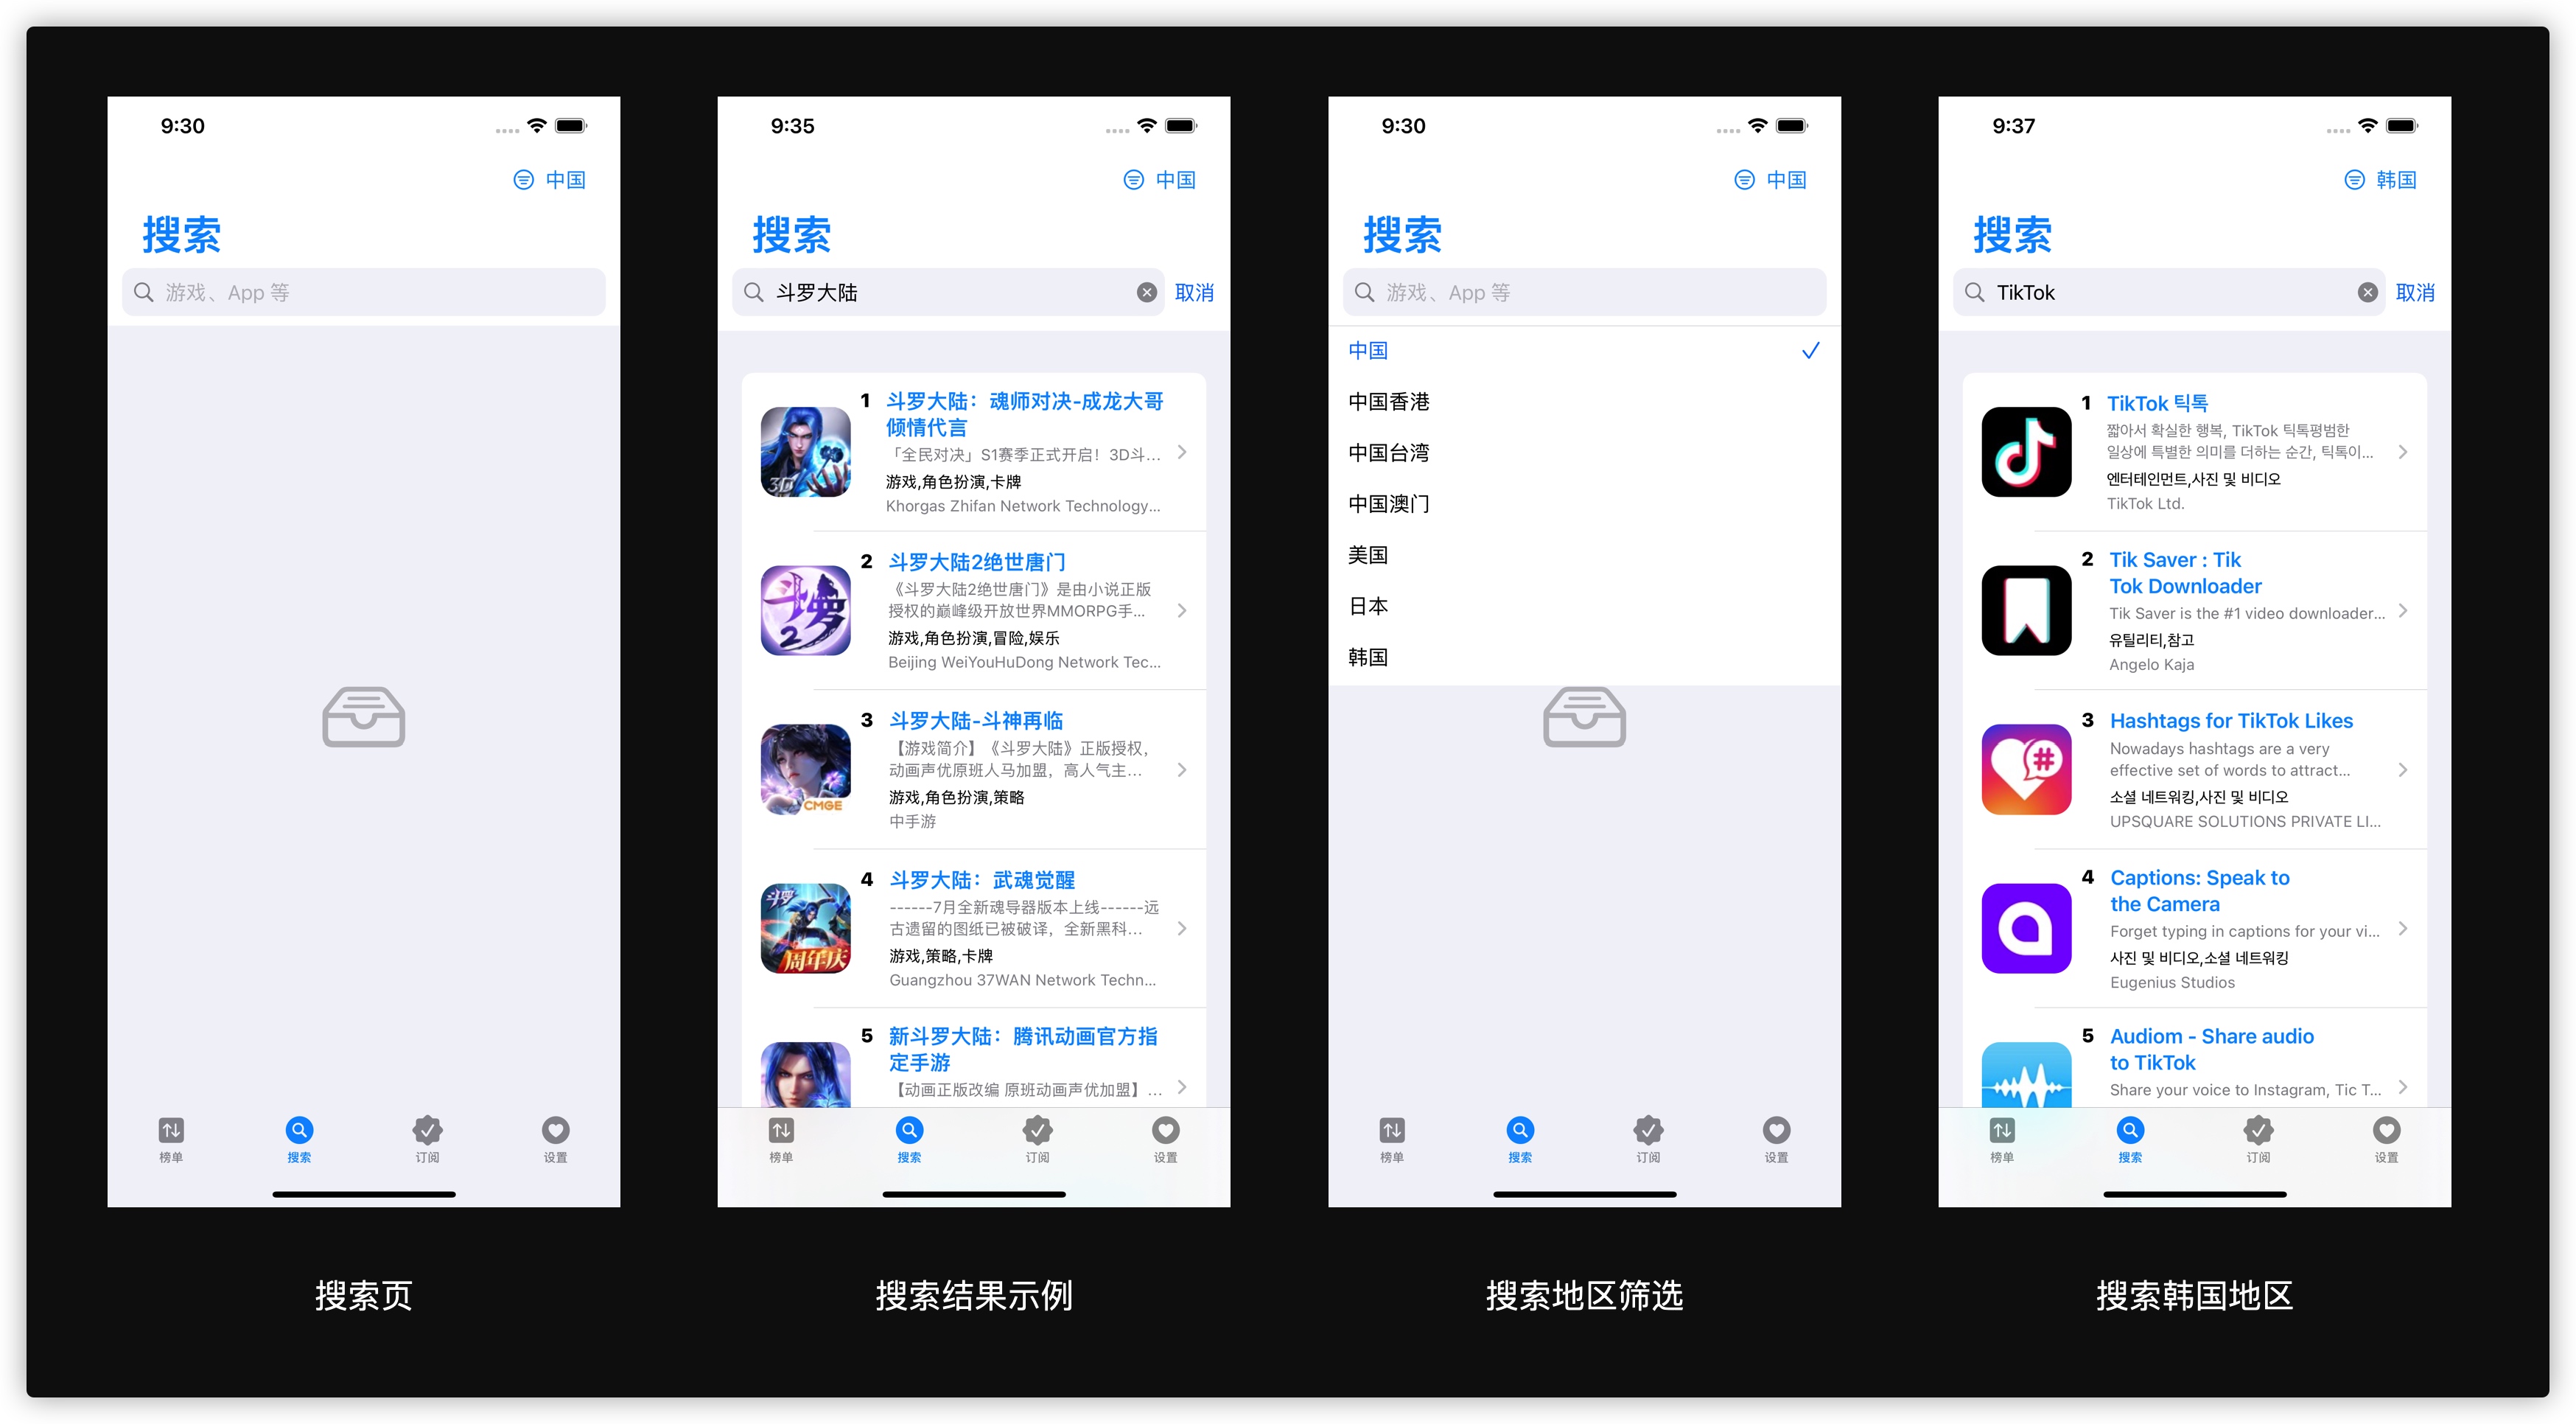 9:30
中国
搜索
游戏、App 等
榜单
搜索
订阅
设置
搜索页
9:35
中国
搜索
斗罗大陆
取消
1
斗罗大陆：魂师对决-成龙大哥
倾情代言
「全民对决」S1赛季正式开启！3D斗...
游戏,角色扮演,卡牌
Khorgas Zhifan Network Technology...
3D
2
斗罗大陆2绝世唐门
《斗罗大陆2绝世唐门》是由小说正版
授权的巅峰级开放世界MMORPG手...
游戏,角色扮演,冒险,娱乐
Beijing WeiYouHuDong Network Tec...
斗罗
2
3
斗罗大陆-斗神再临
【游戏简介】《斗罗大陆》正版授权，
动画声优原班人马加盟，高人气主...
游戏,角色扮演,策略
中手游
CMGE
4
斗罗大陆：武魂觉醒
------7月全新魂导器版本上线------远
古遗留的图纸已被破译，全新黑科...
游戏,策略,卡牌
Guangzhou 37WAN Network Techn...
斗罗
周年庆
5
新斗罗大陆：腾讯动画官方指
定手游
【动画正版改编 原班动画声优加盟】...
榜单
搜索
订阅
设置
搜索结果示例
9:30
中国
搜索
游戏、App 等
中国
中国香港
中国台湾
中国澳门
美国
日本
韩国
榜单
搜索
订阅
设置
搜索地区筛选
9:37
韩国
搜索
TikTok
取消
1
TikTok 틱톡
짧아서 확실한 행복, TikTok 틱톡평범한
일상에 특별한 의미를 더하는 순간, 틱톡이...
엔터테인먼트,사진 및 비디오
TikTok Ltd.
2
Tik Saver : Tik
Tok Downloader
Tik Saver is the #1 video downloader...
유틸리티,참고
Angelo Kaja
3
Hashtags for TikTok Likes
Nowadays hashtags are a very
effective set of words to attract...
소셜 네트워킹,사진 및 비디오
UPSQUARE SOLUTIONS PRIVATE LI...
#
4
Captions: Speak to
the Camera
Forget typing in captions for your vi...
사진 및 비디오,소셜 네트워킹
Eugenius Studios
5
Audiom - Share audio
to TikTok
Share your voice to Instagram, Tic T...
榜单
搜索
订阅
设置
搜索韩国地区